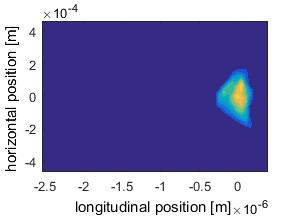 ×10⁻⁴
4
2
0
-2
-4
horizontal position [m]
-2.5 -2 -1.5 -1 -0.5 0
longitudinal position [m] ×10⁻⁶